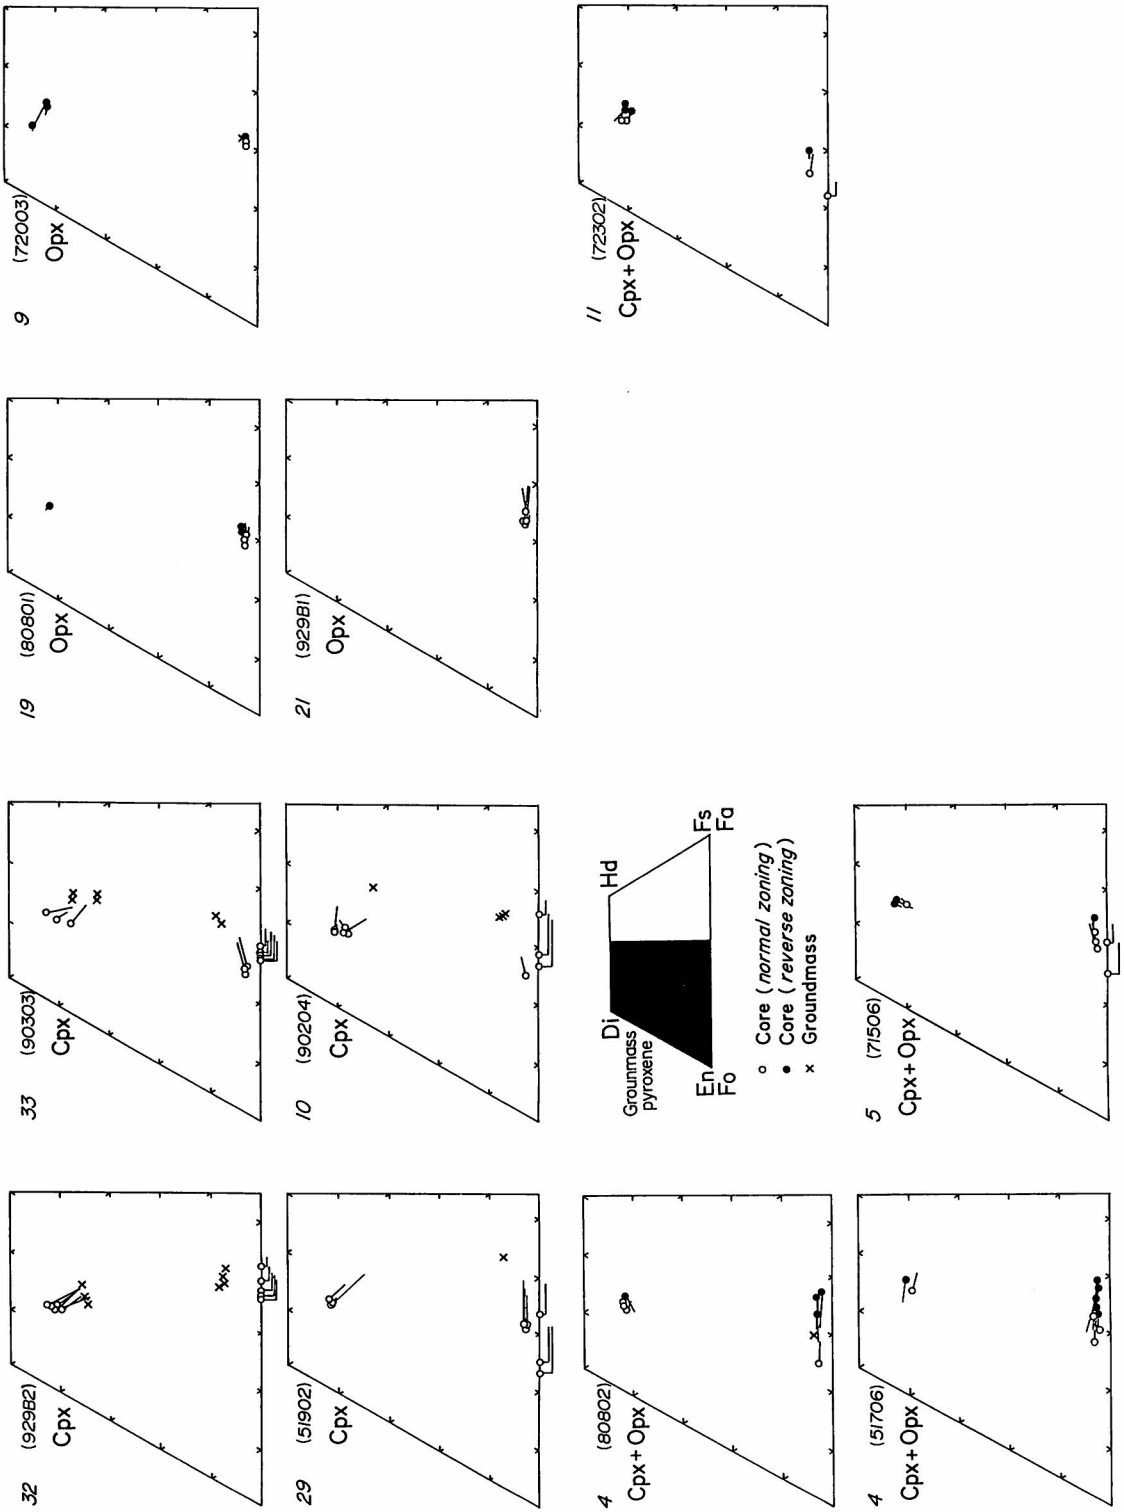 32 (929B2)
Cpx
33 (90303)
Cpx
19 (80801)
Opx
9 (72003)
Opx
29 (51902)
Cpx
10 (90204)
Cpx
21 (929B1)
Opx
4 (80802)
Cpx+Opx
Grounmass
pyroxene
Di
Hd
En
Fo
Fs
Fa
Core (normal zoning)
Core (reverse zoning)
Groundmass
11 (72302)
Cpx+Opx
4 (51706)
Cpx+Opx
5 (71506)
Cpx+Opx